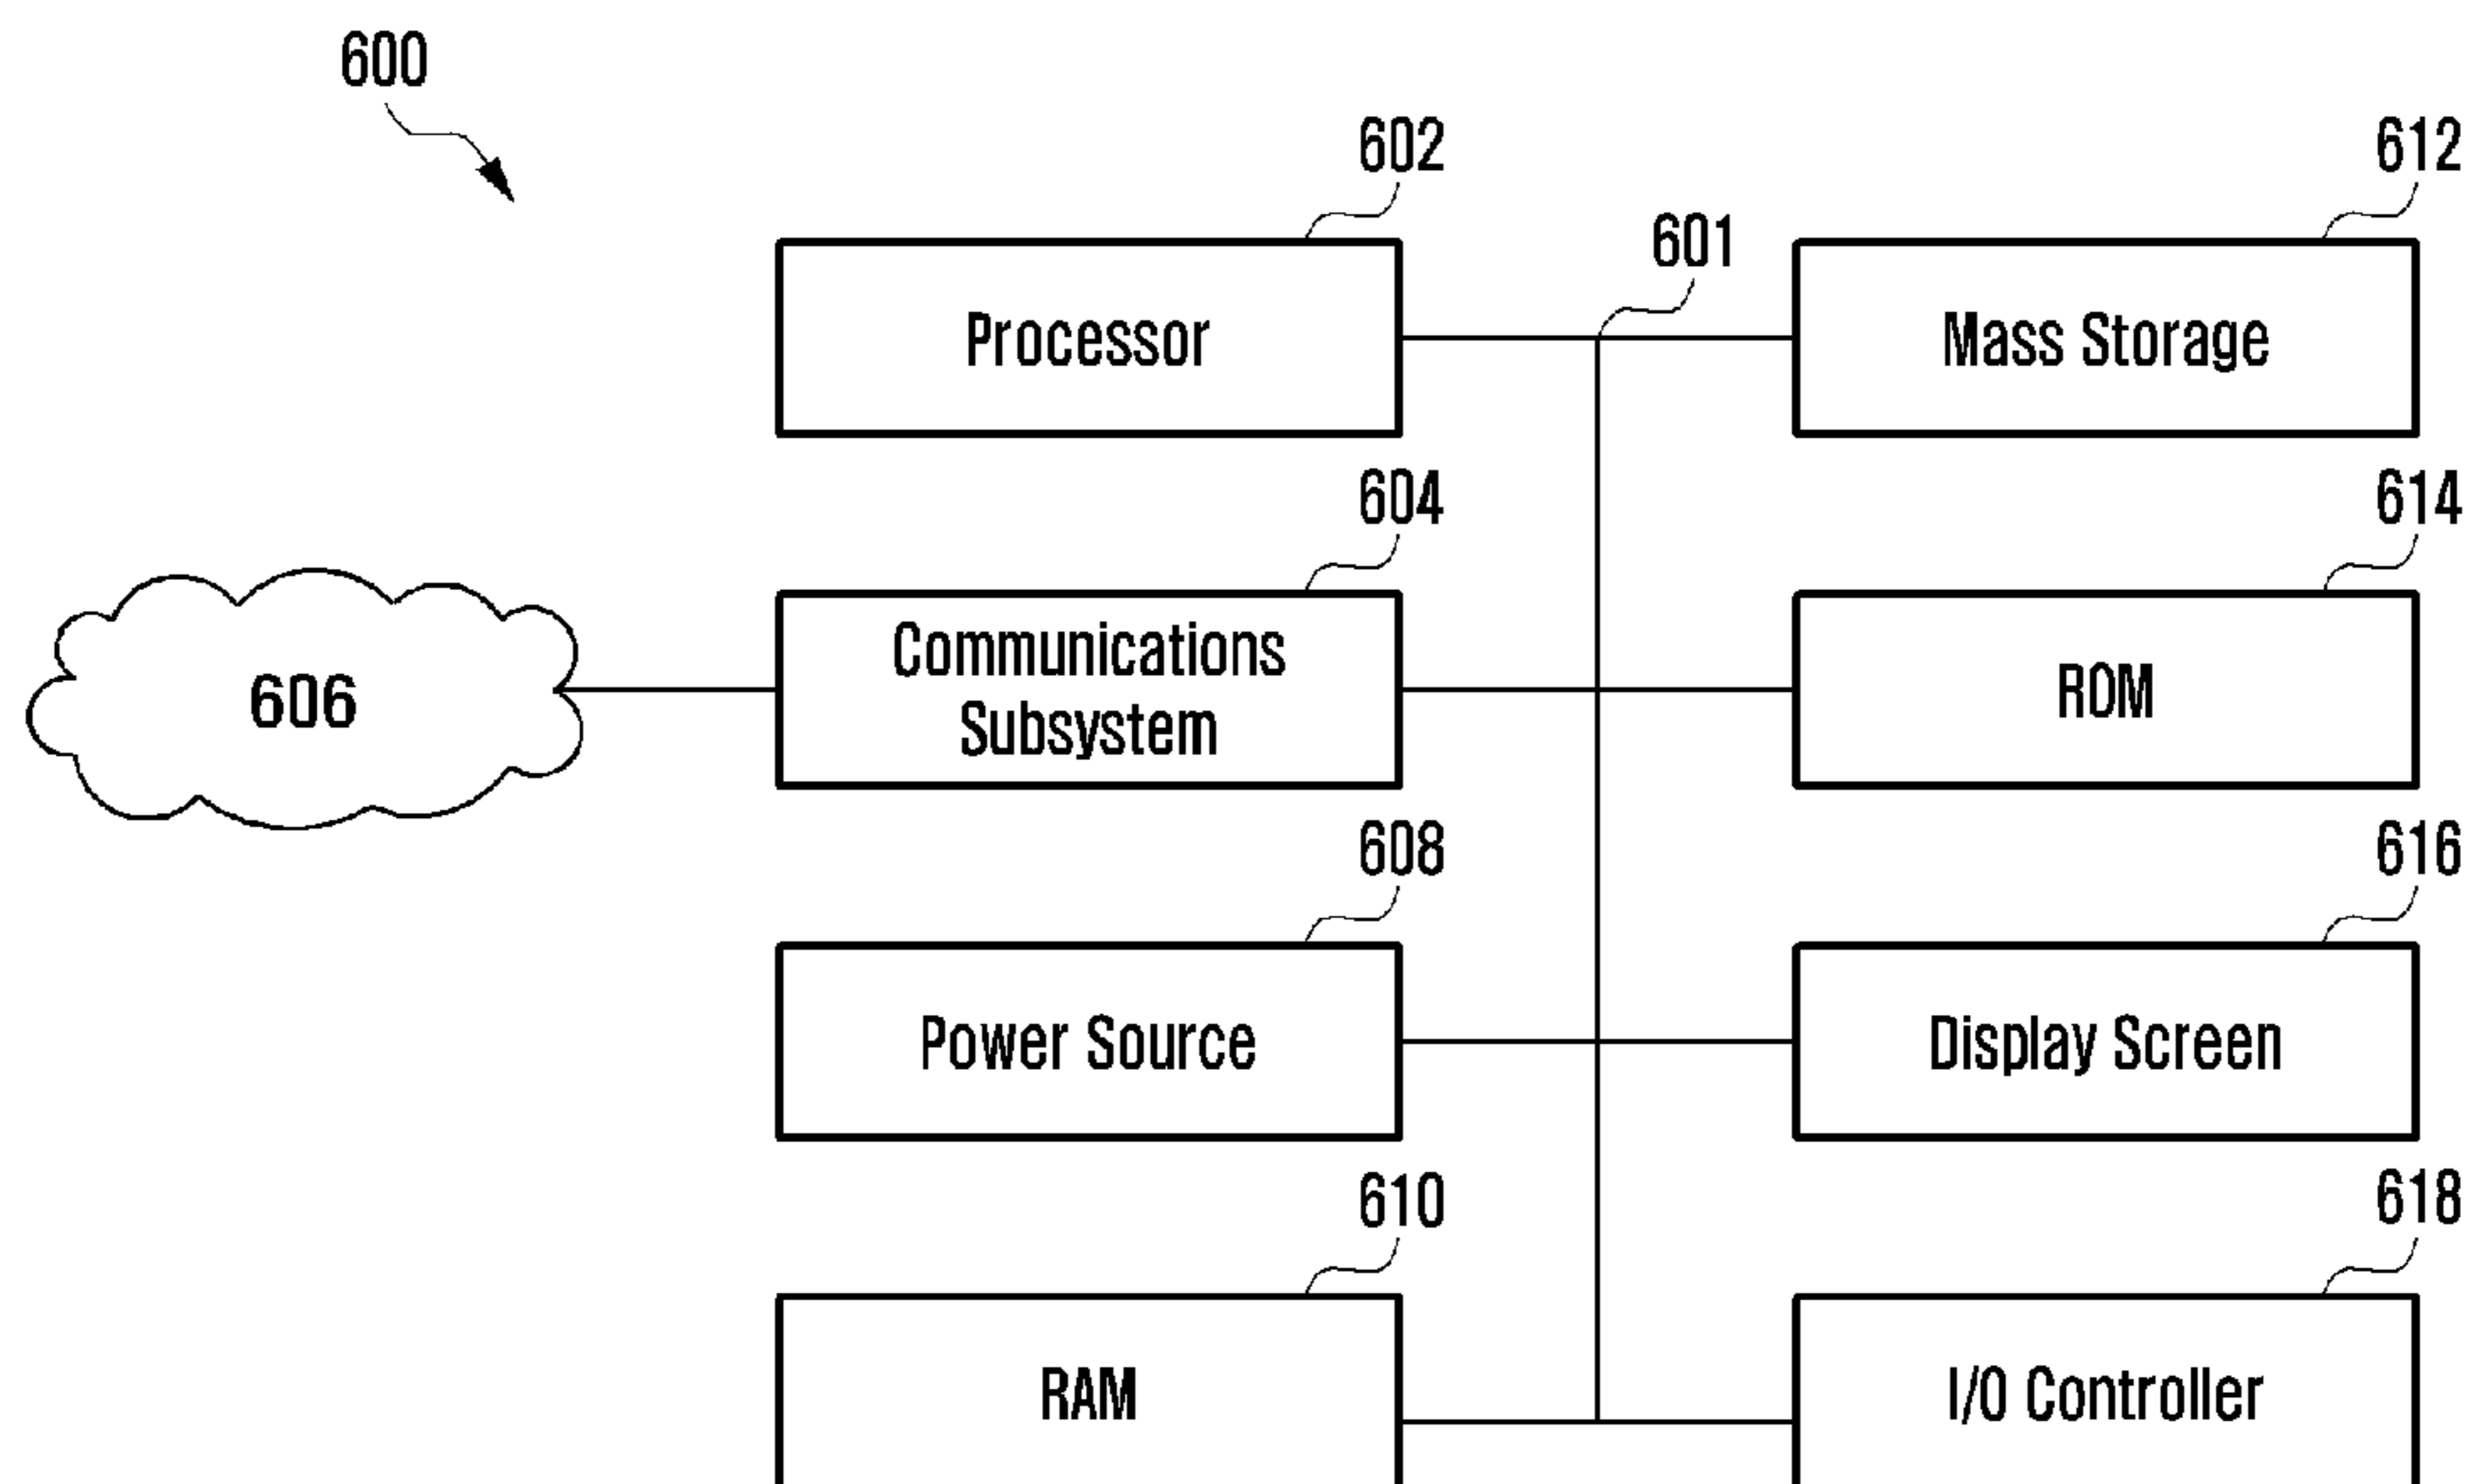 600
602
612
601
Processor
Mass Storage
604
614
Communications
Subsystem
606
ROM
608
616
Power Source
Display Screen
610
618
RAM
I/O Controller